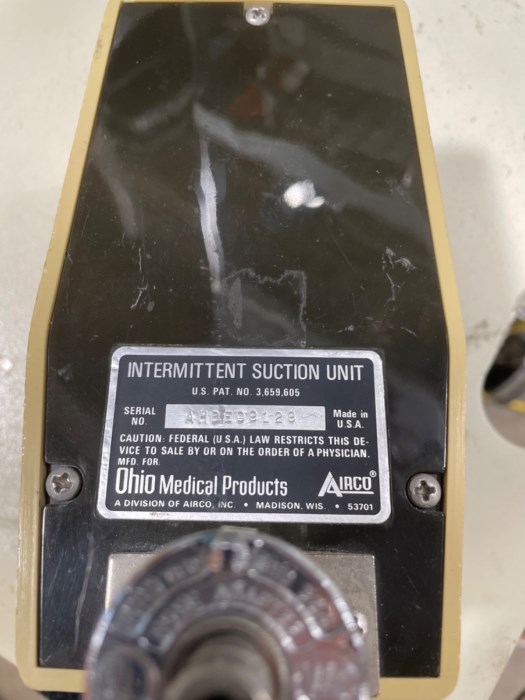 INTERMITTENT SUCTION UNIT
U.S. PAT. NO. 3,659,605
SERIAL NO. Made in U.S.A.
CAUTION: FEDERAL (U.S.A.) LAW RESTRICTS THIS DE-
VICE TO SALE BY OR ON THE ORDER OF A PHYSICIAN.
MFD. FOR:
Ohio Medical Products AIRCO®
A DIVISION OF AIRCO, INC. • MADISON, WIS. • 53701